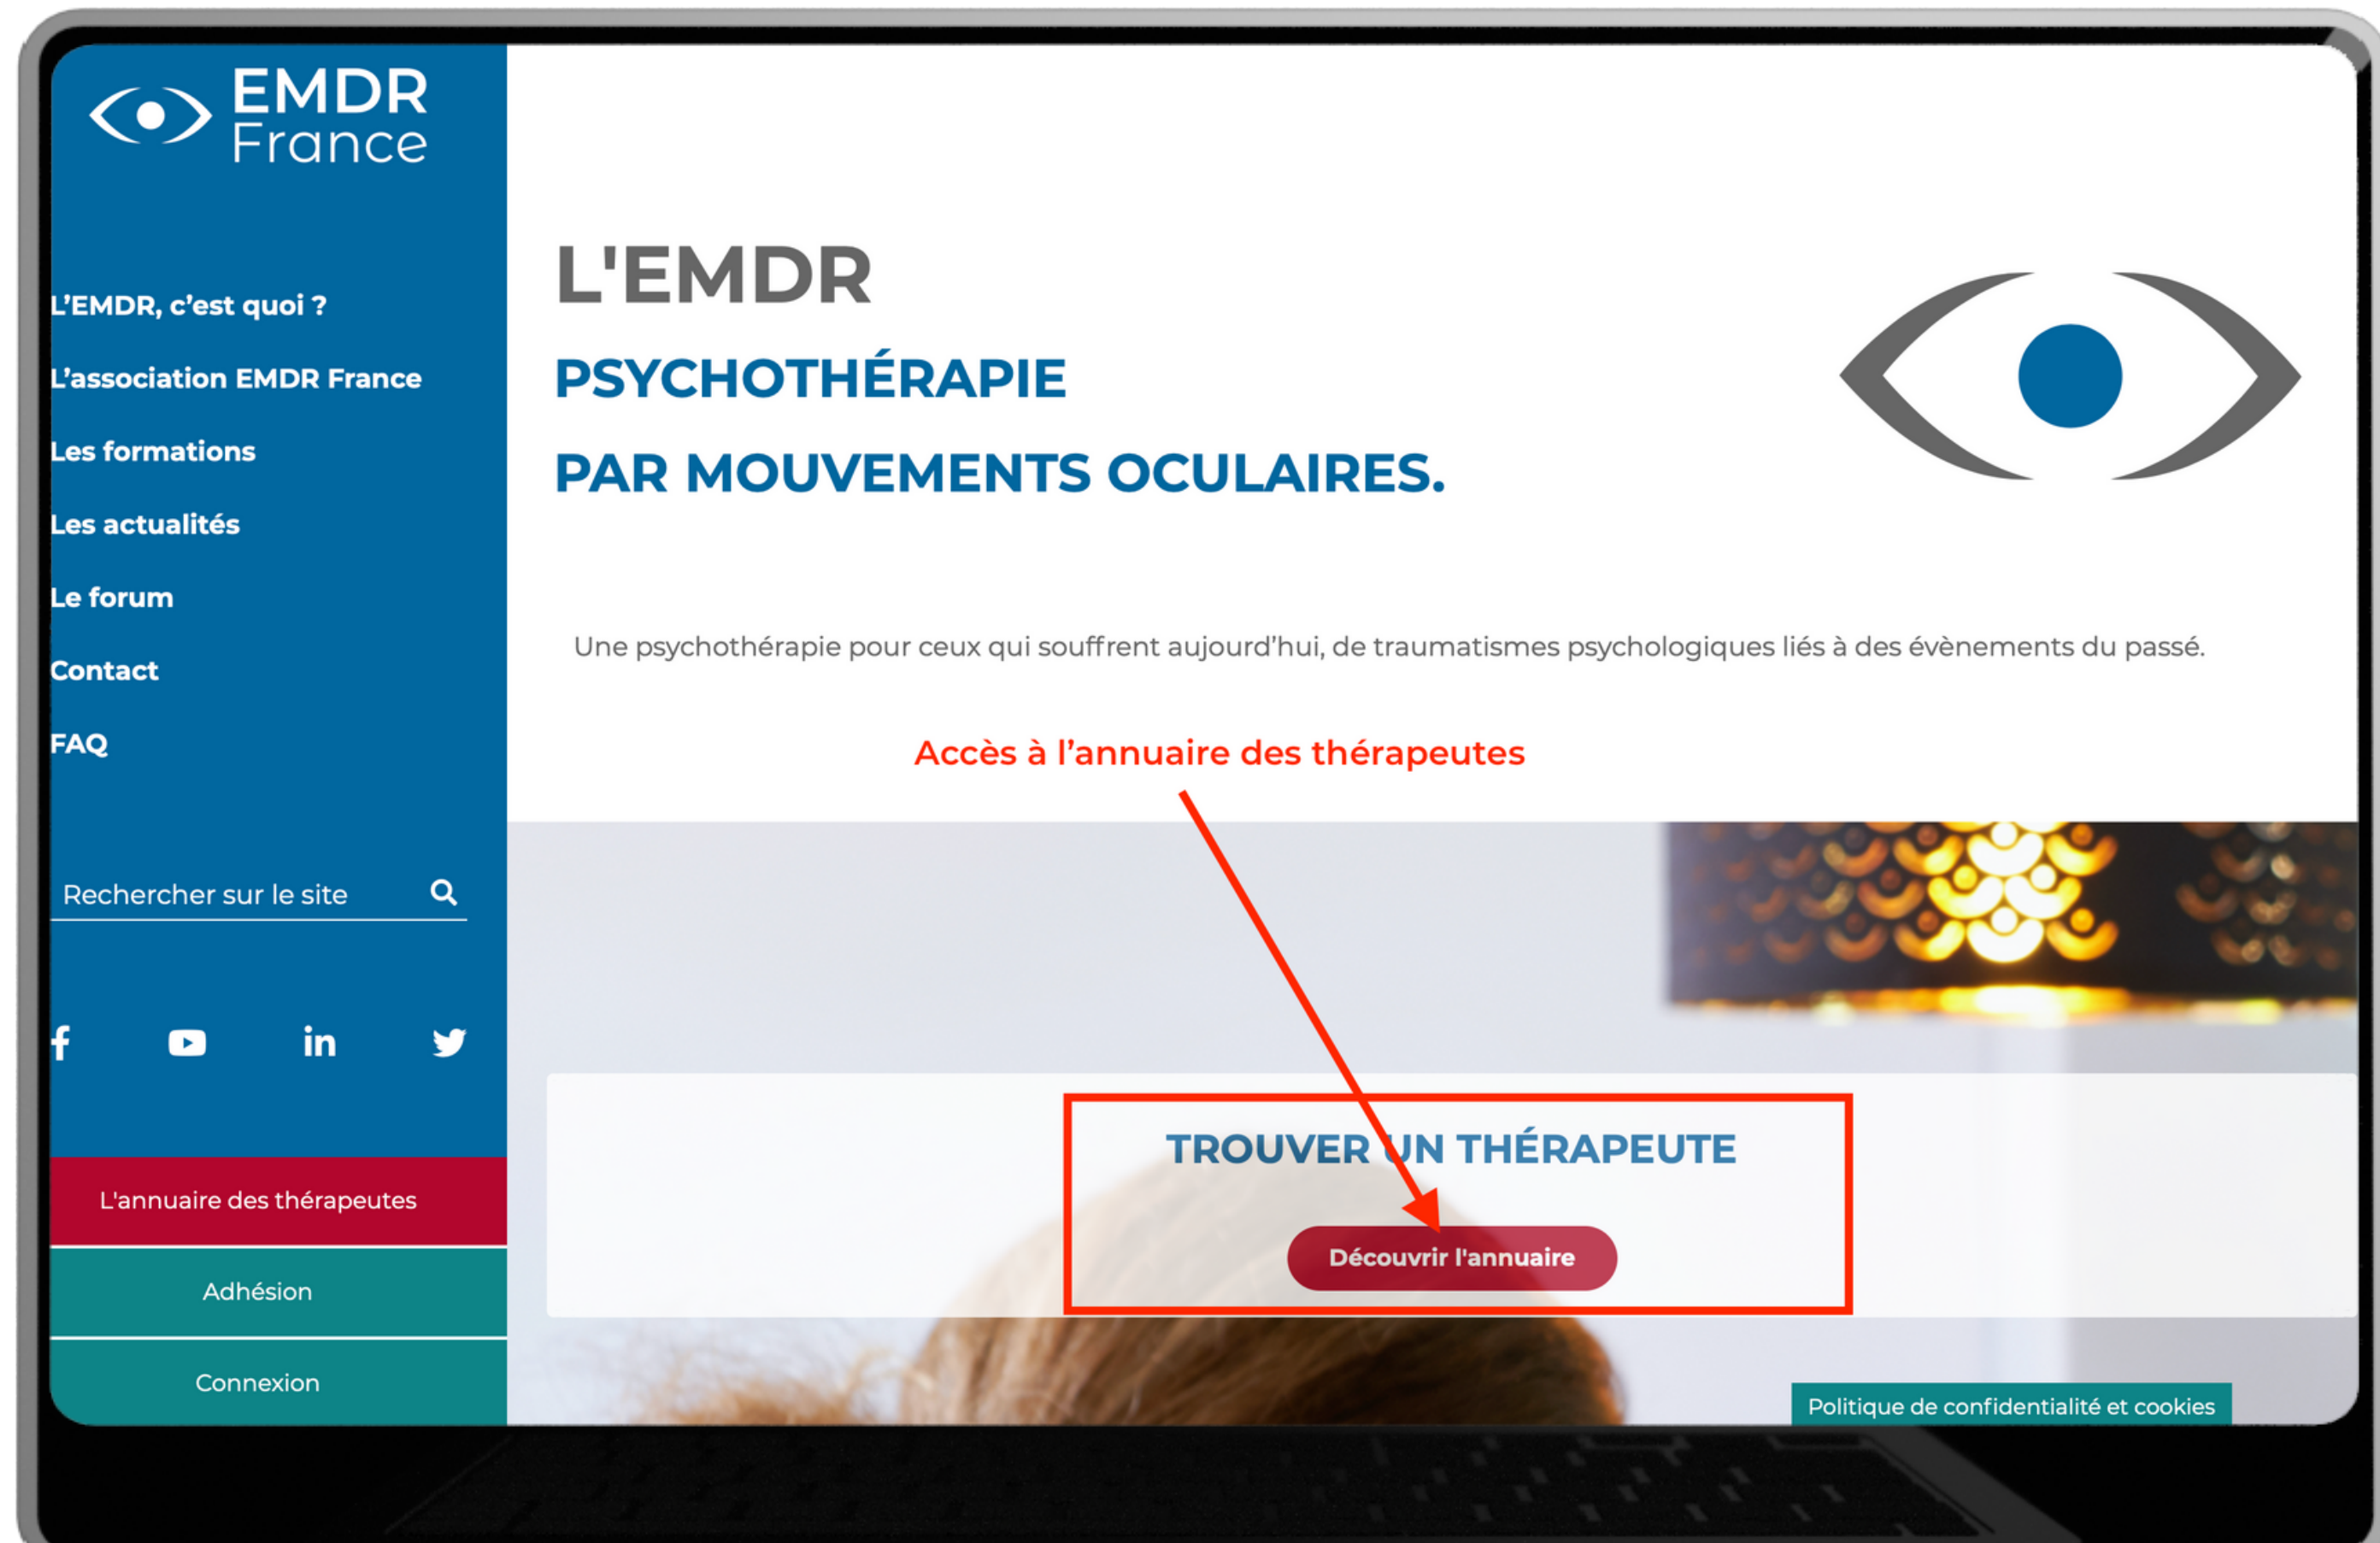 EMDR
France
L’EMDR, c’est quoi ?
L’association EMDR France
Les formations
Les actualités
Le forum
Contact
FAQ
Rechercher sur le site
L'annuaire des thérapeutes
Adhésion
Connexion
L'EMDR
PSYCHOTHÉRAPIE
PAR MOUVEMENTS OCULAIRES.
Une psychothérapie pour ceux qui souffrent aujourd’hui, de traumatismes psychologiques liés à des évènements du passé.
Accès à l’annuaire des thérapeutes
TROUVER UN THÉRAPEUTE
Découvrir l'annuaire
Politique de confidentialité et cookies